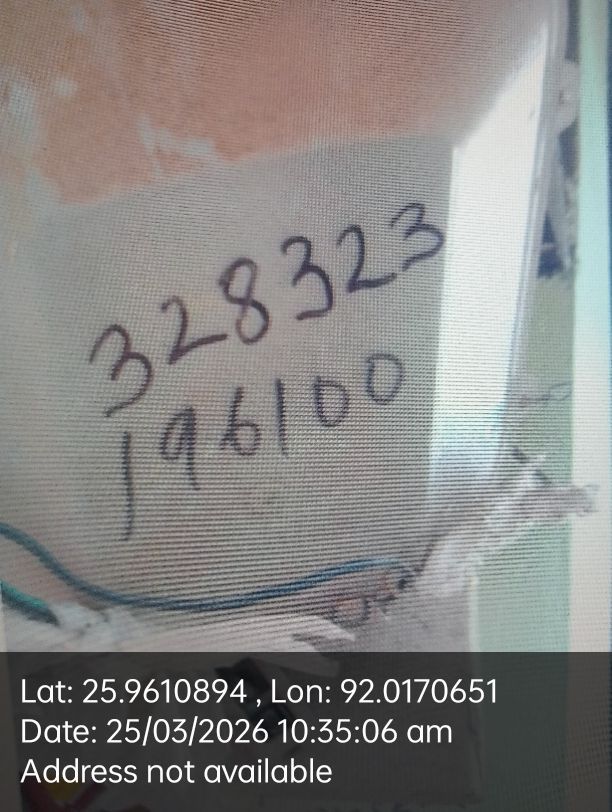 328323
196100
Lat: 25.9610894 , Lon: 92.0170651
Date: 25/03/2026 10:35:06 am
Address not available